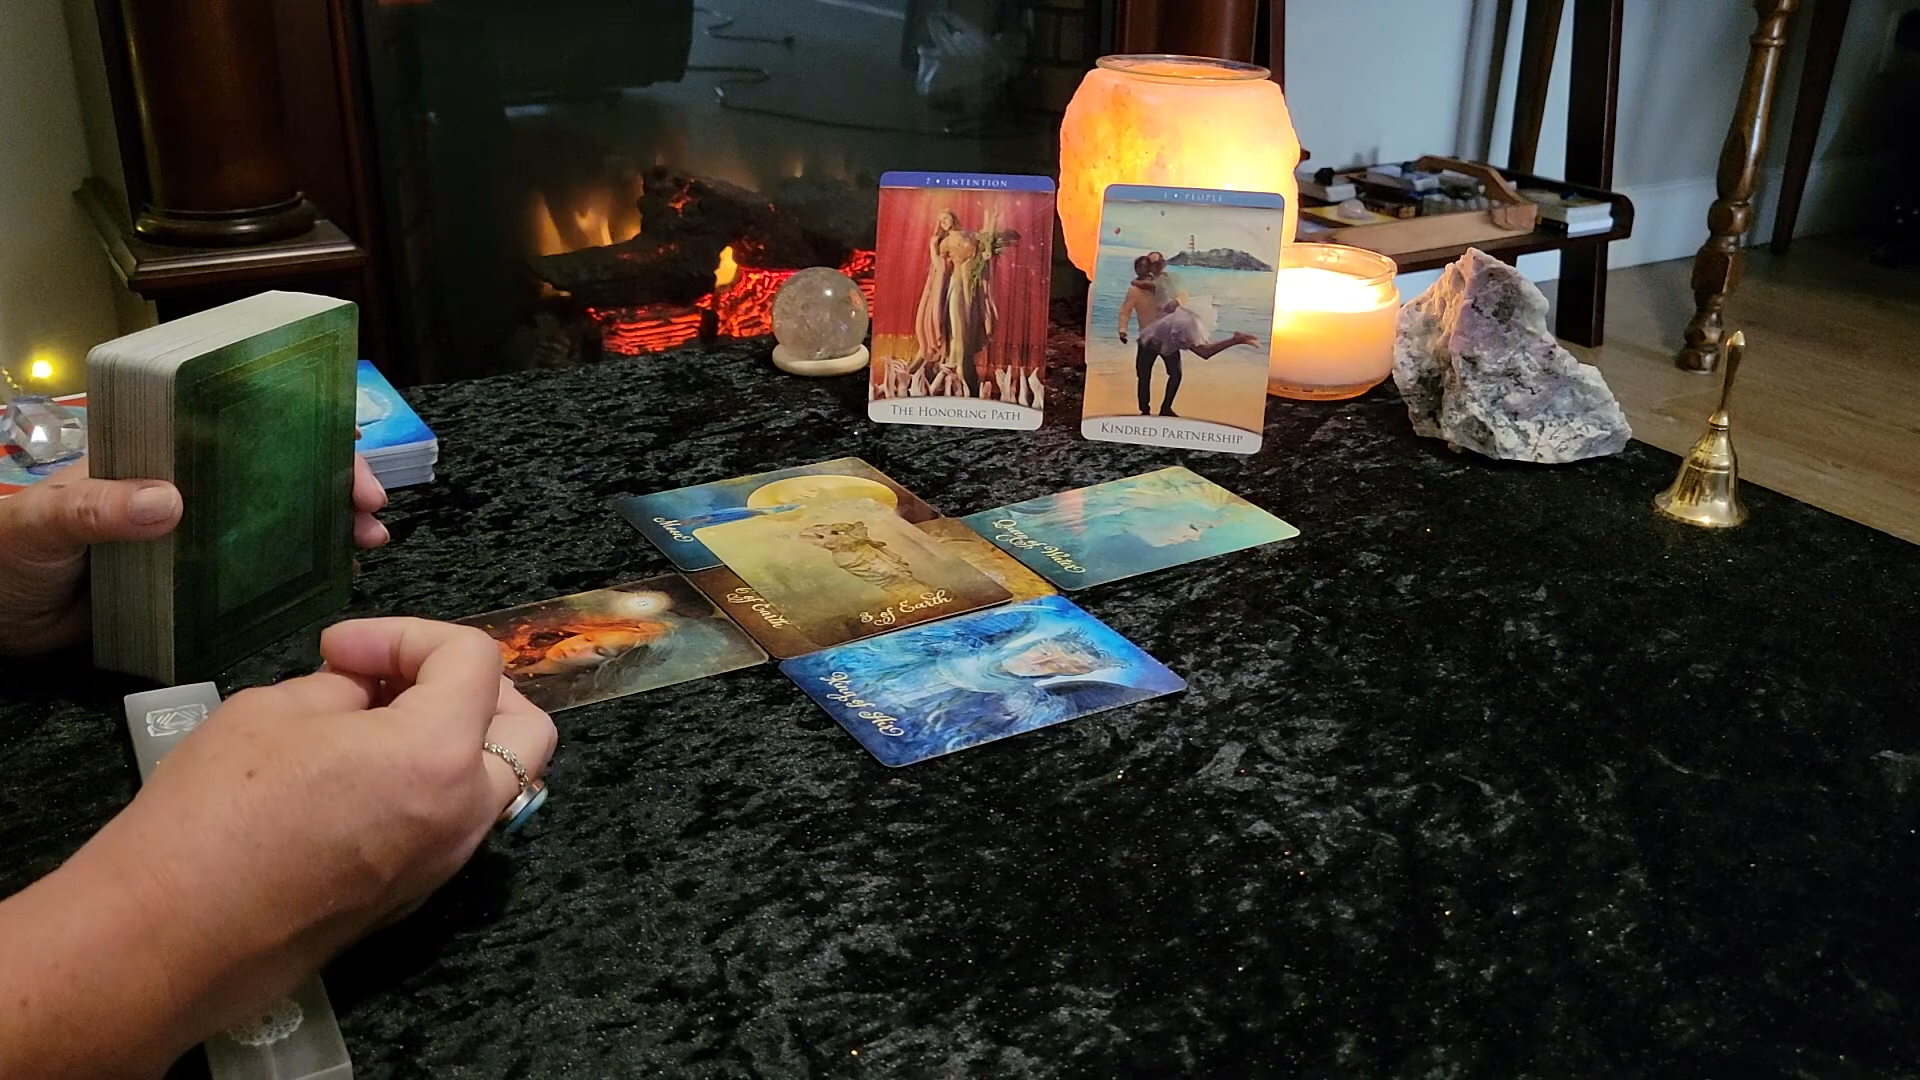 7 • INTENTION
THE HONORING PATH
1 • PEOPLE
KINDRED PARTNERSHIP
Moon
Queen of Water
6 of Earth
8 of Earth
King of Air